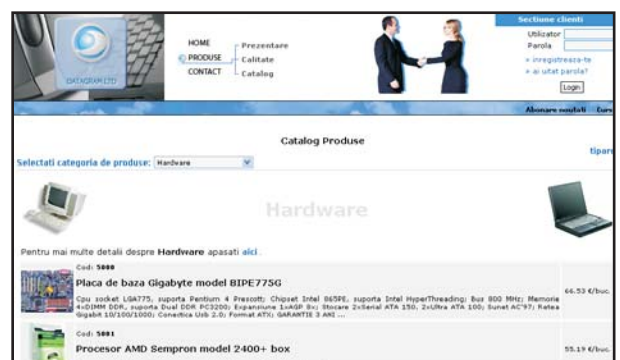 Sectiune clienti
Utilizator
Parola
» inregistreaza-te
» ai uitat parola?
Login
HOME
PRODUSE
CONTACT
Prezentare
Calitate
Catalog
DATAGRAM LTD
Abonare noutati Curs
Catalog Produse
tipare
Selectati categoria de produse: Hardware
Hardware
Pentru mai multe detalii despre Hardware apasati aici
Cod: 5000
Placa de baza Gigabyte model 8IPE775G
Cpu socket LGA775, suporta Pentium 4 Prescott; Chipset Intel 865PE, suporta Intel HyperThreading; Bus 800 MHz; Memorie
4xDIMM DDR, suporta Dual DDR PC3200; Expansiune 1xAGP 8x; Stocare 2xSerial ATA 150, 2xUltra ATA 100; Sunet AC'97; Retea
Gigabit 10/100/1000; Conectica Usb 2.0; Format ATX; GARANTIE 3 ANI ...
66.53 €/buc.
Cod: 5001
Procesor AMD Sempron model 2400+ box
55.19 €/buc.